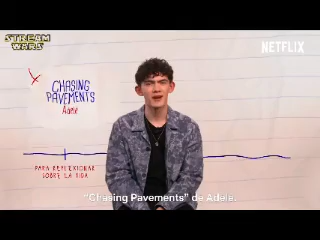 STREAM
WARS
NETFLIX
CHASING
PAVEMENTS
Adele
PARA REFLEXIONAR
SOBRE LA VIDA
"Chasing Pavements" de Adele.